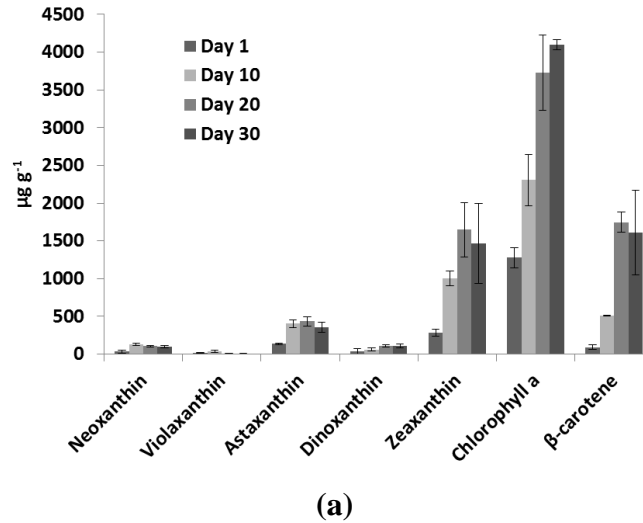 4500
4000
3500
3000
2500
2000
1500
1000
500
0
µg g⁻¹
Day 1
Day 10
Day 20
Day 30
Neoxanthin
Violaxanthin
Astaxanthin
Dinoxanthin
Zeaxanthin
Chlorophyll a
β-carotene
(a)